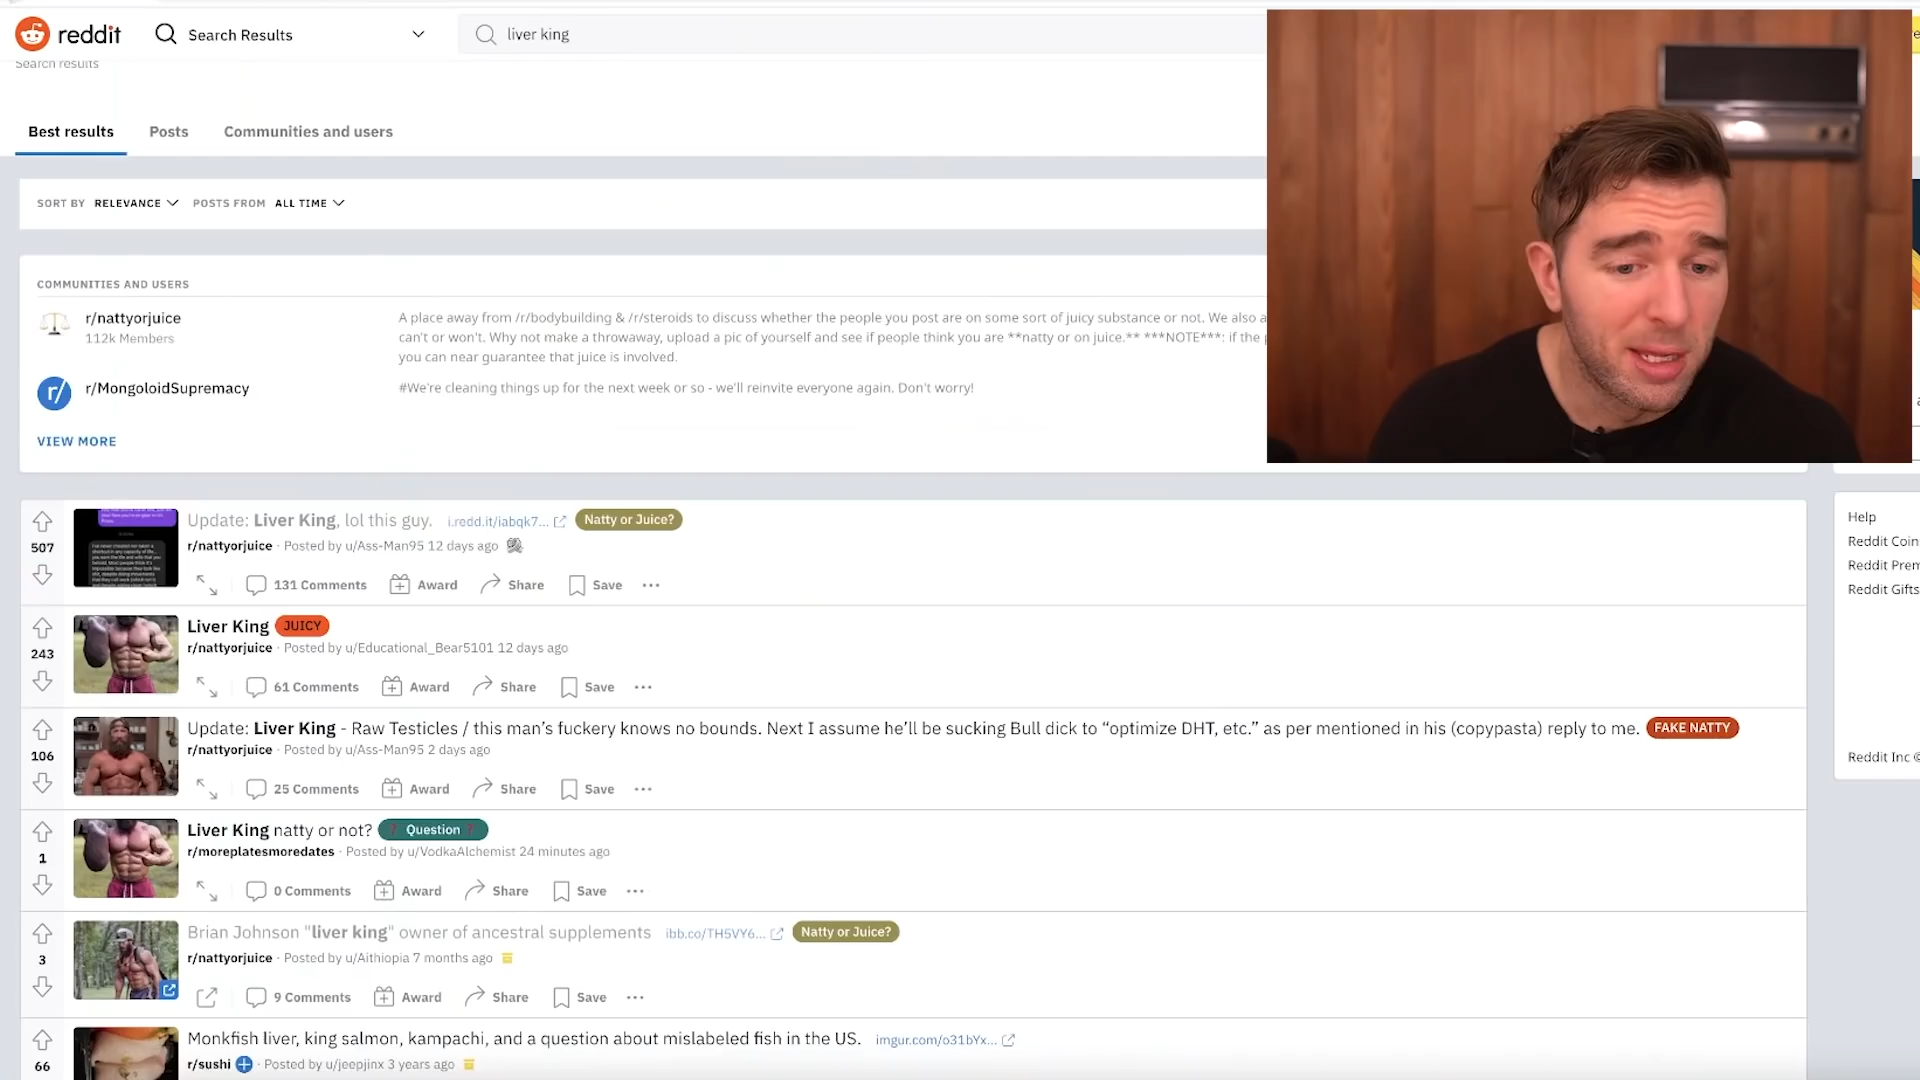 reddit
Search Results
liver king
Search results
Best results
Posts
Communities and users
SORT BY RELEVANCE POSTS FROM ALL TIME
COMMUNITIES AND USERS
r/nattyorjuice
112k Members
A place away from /r/bodybuilding & /r/steroids to discuss whether the people you post are on some sort of juicy substance or not. We also a
can't or won't. Why not make a throwaway, upload a pic of yourself and see if people think you are **natty or on juice.** ***NOTE***: if the
you can near guarantee that juice is involved.
r/
r/MongoloidSupremacy
#We're cleaning things up for the next week or so - we'll reinvite everyone again. Don't worry!
VIEW MORE
507
Update: Liver King, lol this guy. i.redd.it/iabqk7... Natty or Juice?
r/nattyorjuice · Posted by u/Ass-Man95 12 days ago
131 Comments Award Share Save ...
243
Liver King JUICY
r/nattyorjuice · Posted by u/Educational_Bear5101 12 days ago
61 Comments Award Share Save ...
106
Update: Liver King - Raw Testicles / this man’s fuckery knows no bounds. Next I assume he’ll be sucking Bull dick to “optimize DHT, etc.” as per mentioned in his (copypasta) reply to me. FAKE NATTY
r/nattyorjuice · Posted by u/Ass-Man95 2 days ago
25 Comments Award Share Save ...
1
Liver King natty or not? ? Question ?
r/moreplatesmoredates · Posted by u/VodkaAlchemist 24 minutes ago
0 Comments Award Share Save ...
3
Brian Johnson "liver king" owner of ancestral supplements ibb.co/TH5VY6... Natty or Juice?
r/nattyorjuice · Posted by u/Aithiopia 7 months ago
9 Comments Award Share Save ...
66
Monkfish liver, king salmon, kampachi, and a question about mislabeled fish in the US. imgur.com/o31bYx...
r/sushi · Posted by u/jeepjinx 3 years ago
Help
Reddit Coin
Reddit Prem
Reddit Gifts
Reddit Inc ©